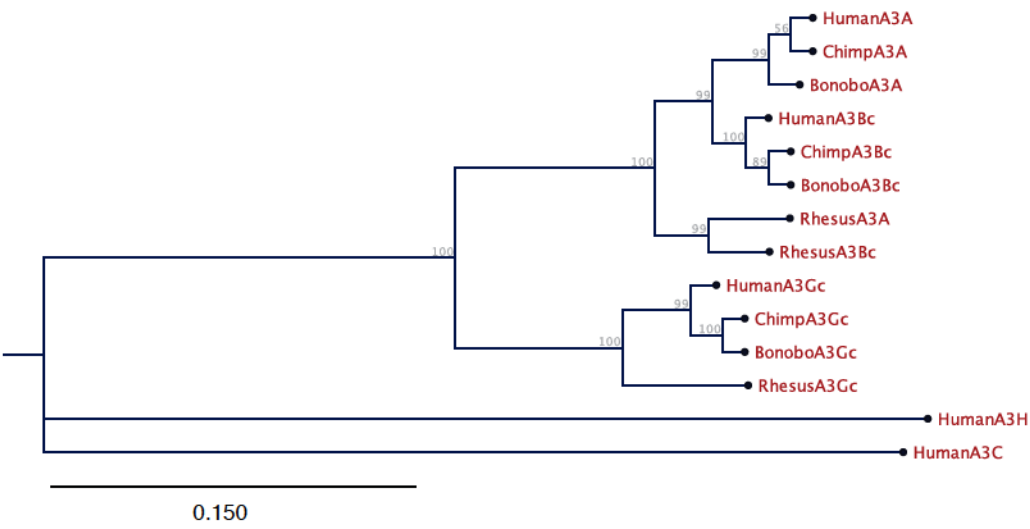 HumanA3A
56
ChimpA3A
99
BonoboA3A
99
HumanA3Bc
100
ChimpA3Bc
89
100
BonoboA3Bc
RhesusA3A
99
RhesusA3Bc
100
HumanA3Gc
99
ChimpA3Gc
100
100
BonoboA3Gc
RhesusA3Gc
HumanA3H
HumanA3C
0.150